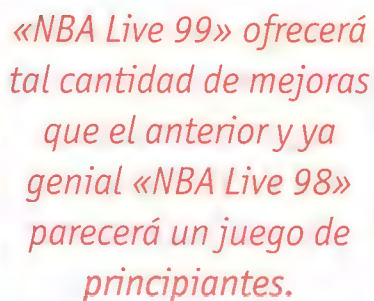 «NBA Live 99» ofrecerá
tal cantidad de mejoras
que el anterior y ya
genial «NBA Live 98»
parecerá un juego de
principiantes.